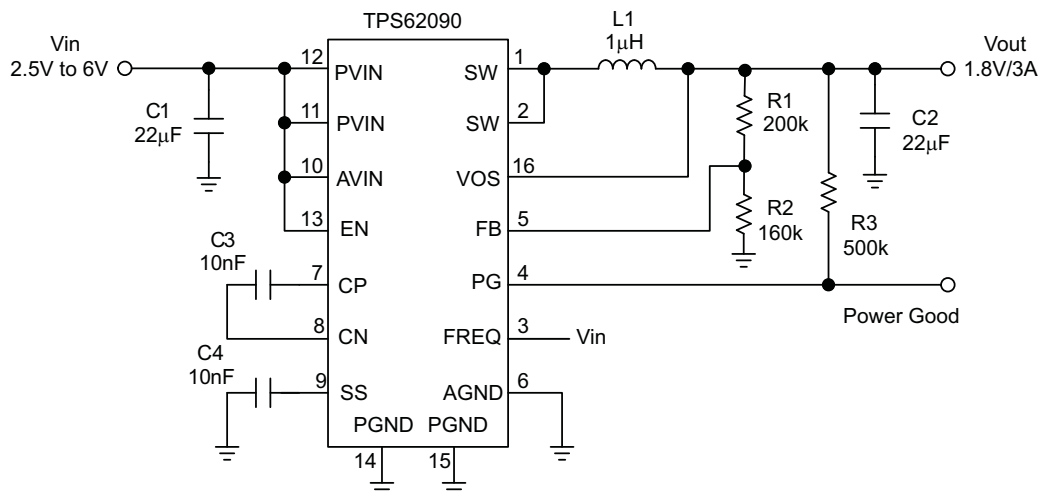 TPS62090
Vin
2.5V to 6V
C1
22μF
12
PVIN
11
PVIN
10
AVIN
13
EN
C3
10nF
7
CP
8
CN
C4
10nF
9
SS
PGND
PGND
14
15
SW
1
SW
2
VOS
16
FB
5
PG
4
FREQ
3
Vin
AGND
6
L1
1μH
R1
200k
R2
160k
R3
500k
C2
22μF
Vout
1.8V/3A
Power Good